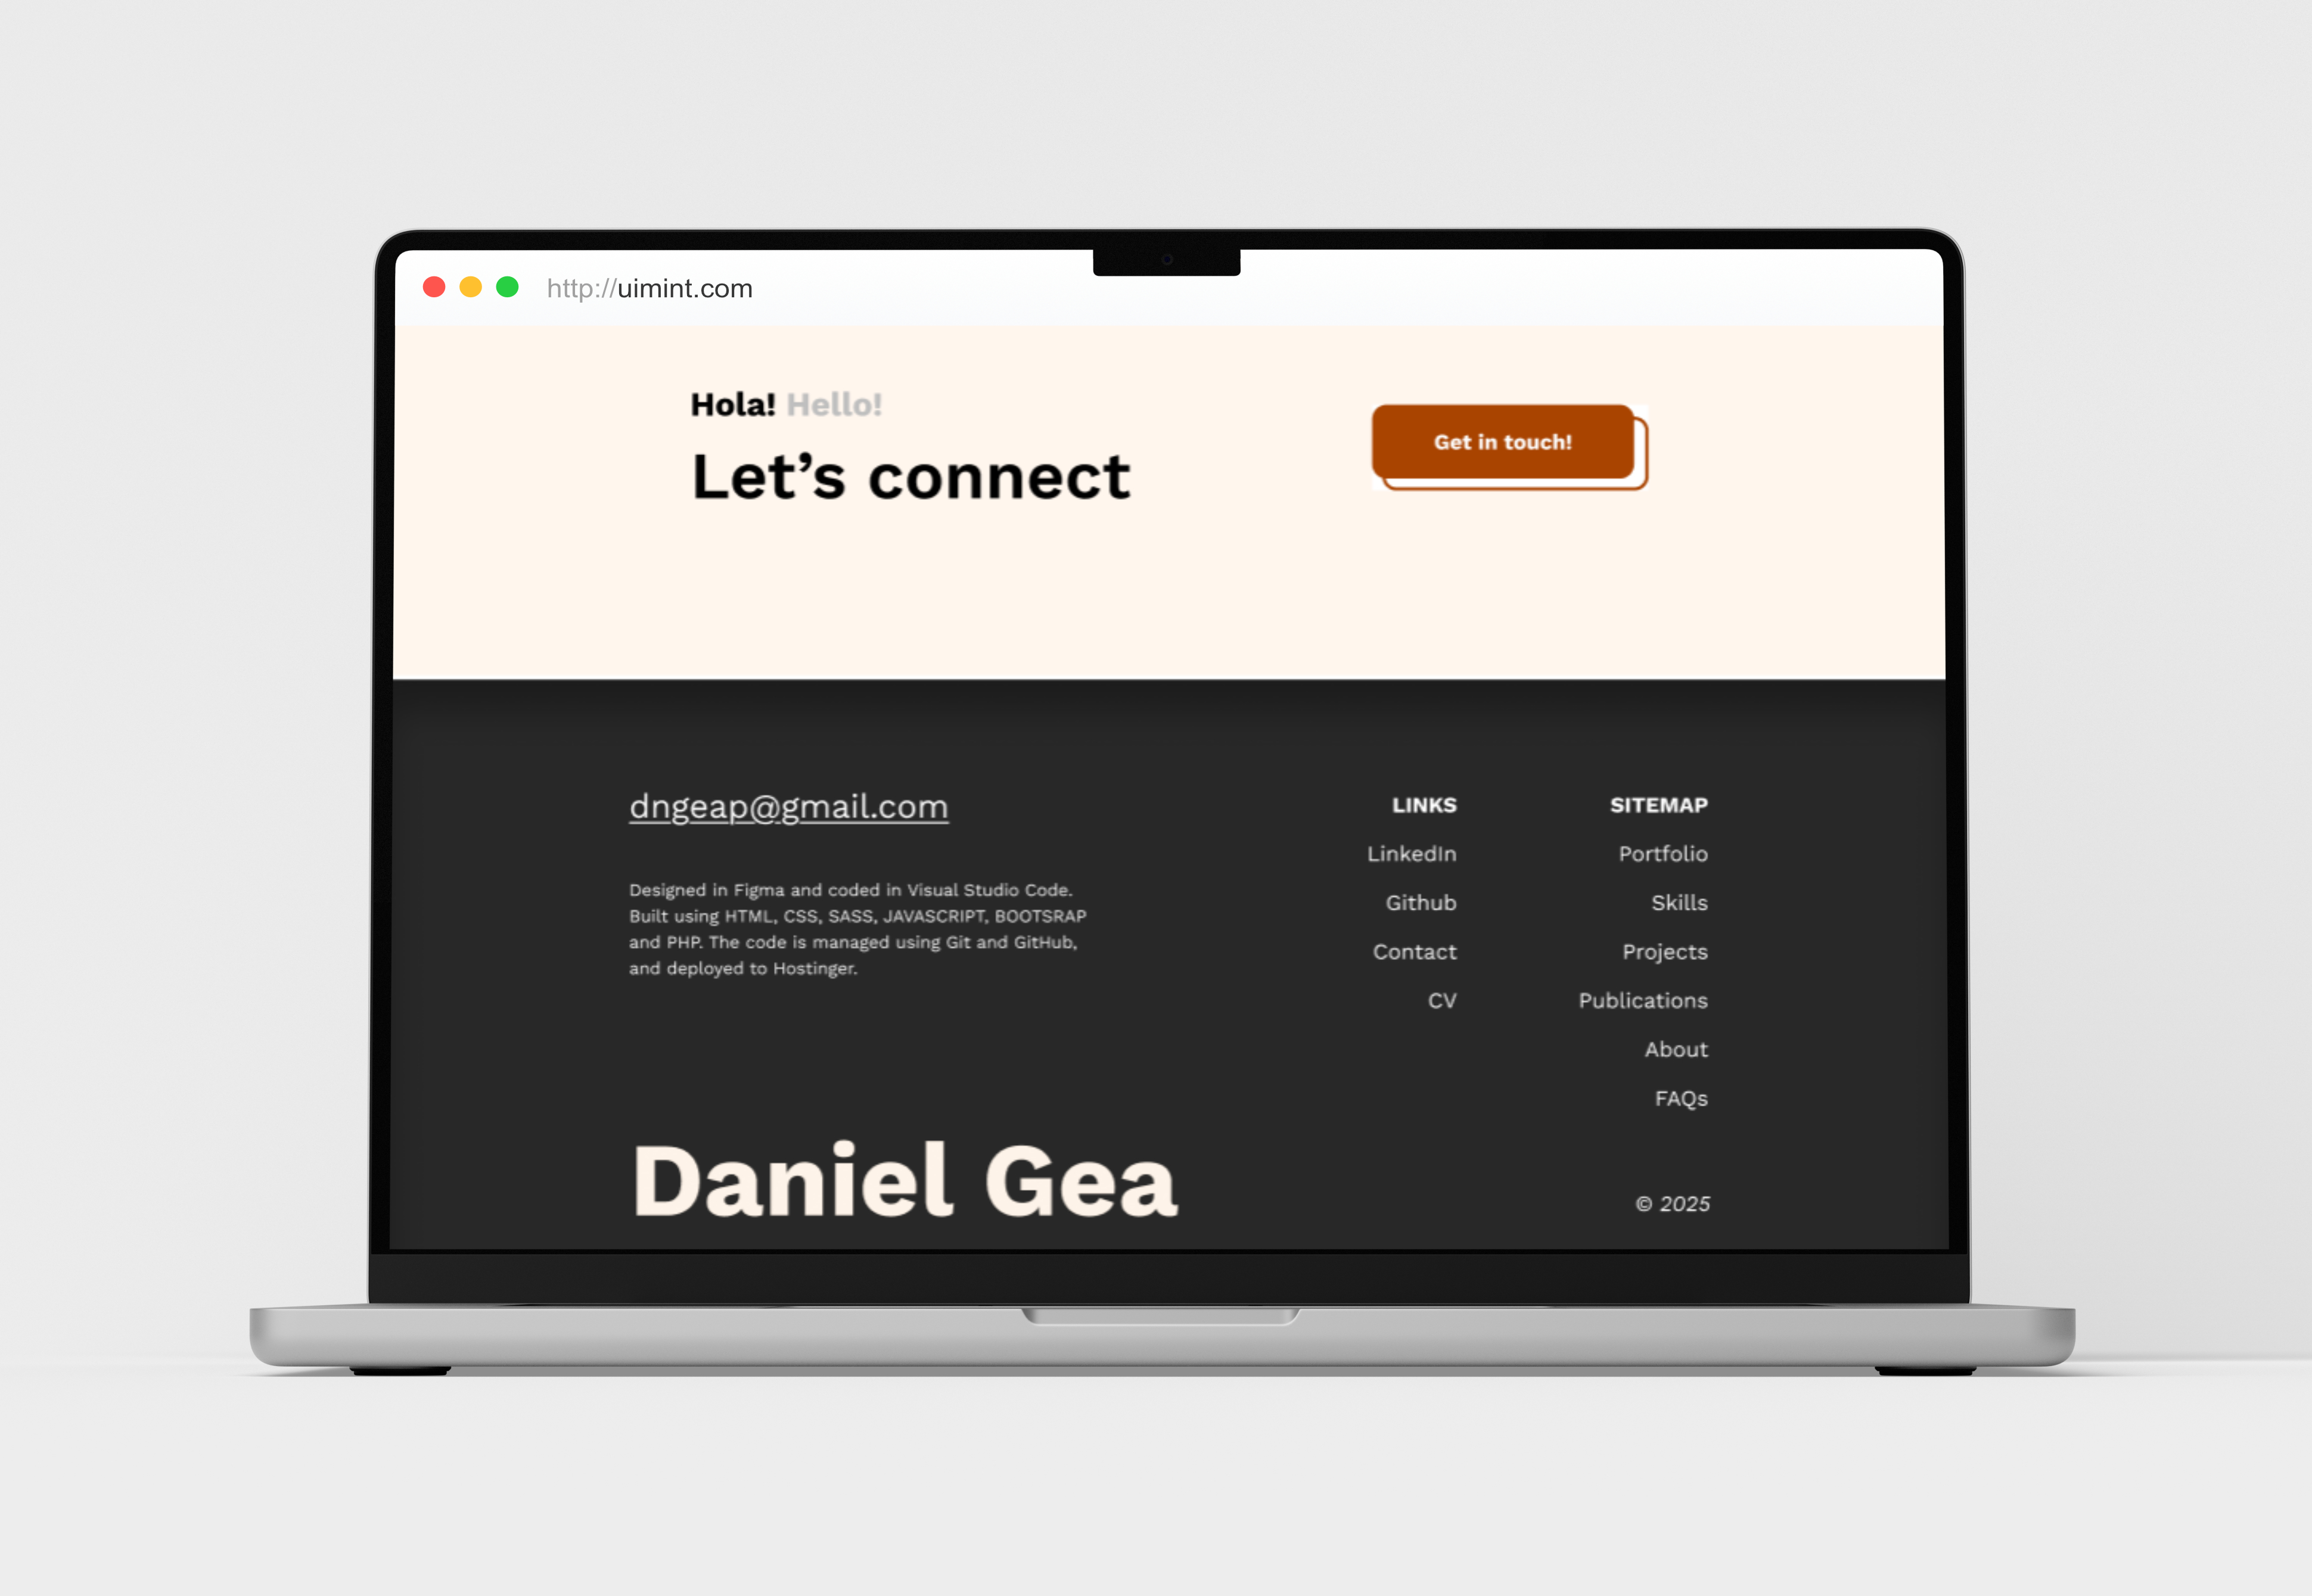 http://uimint.com
Hola! Hello!
Let’s connect
Get in touch!
dngeap@gmail.com
Designed in Figma and coded in Visual Studio Code.
Built using HTML, CSS, SASS, JAVASCRIPT, BOOTSRAP
and PHP. The code is managed using Git and GitHub,
and deployed to Hostinger.
LINKS
LinkedIn
Github
Contact
CV
SITEMAP
Portfolio
Skills
Projects
Publications
About
FAQs
Daniel Gea
© 2025